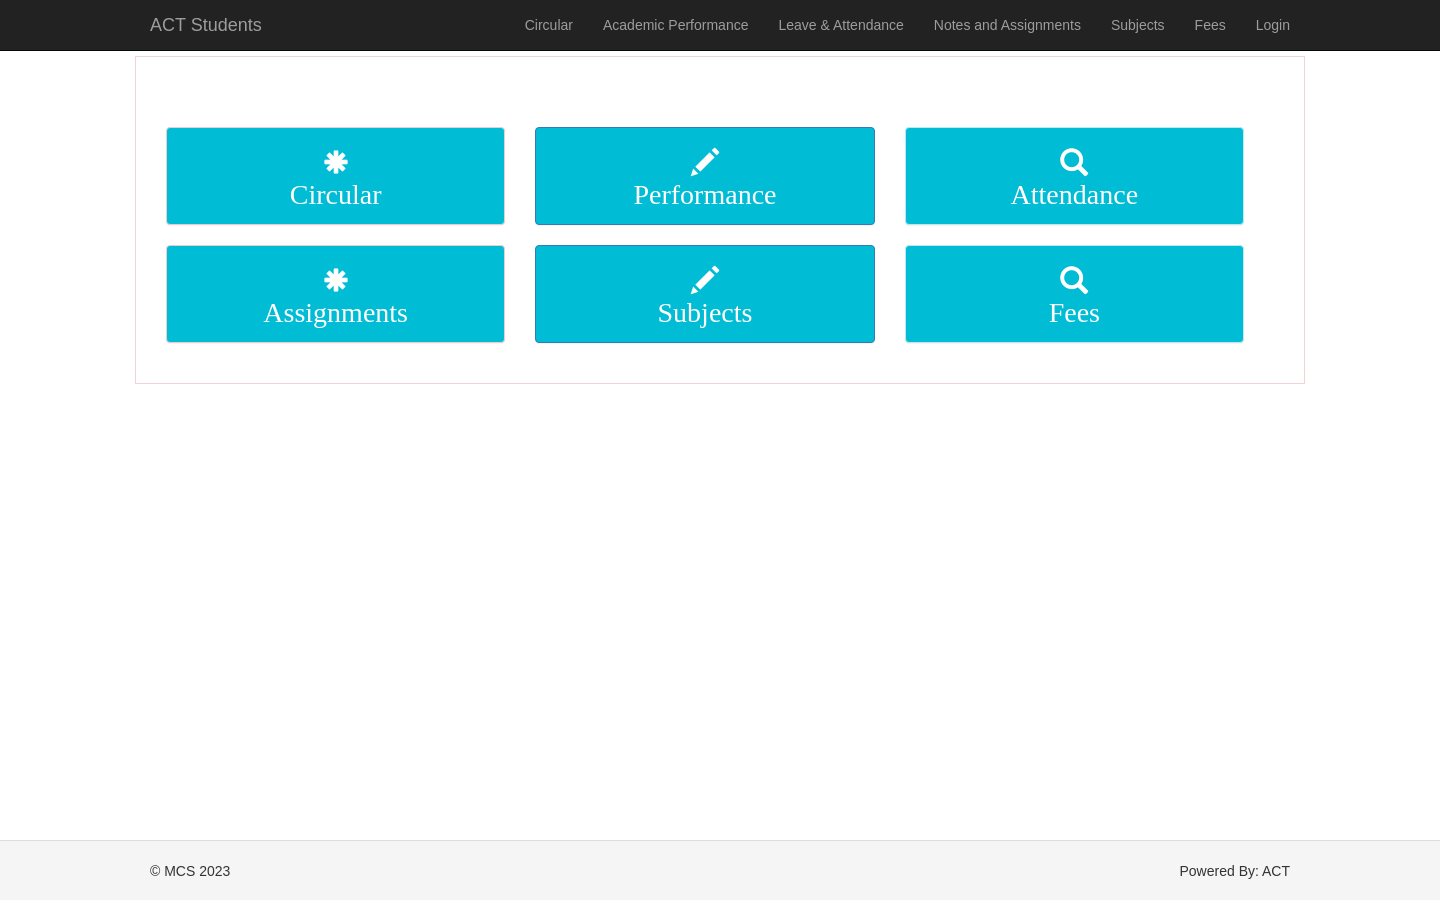 ACT Students Circular Academic Performance Leave & Attendance Notes and Assignments Subjects Fees Login
Circular Performance Attendance
Assignments Subjects Fees
© MCS 2023 Powered By: ACT